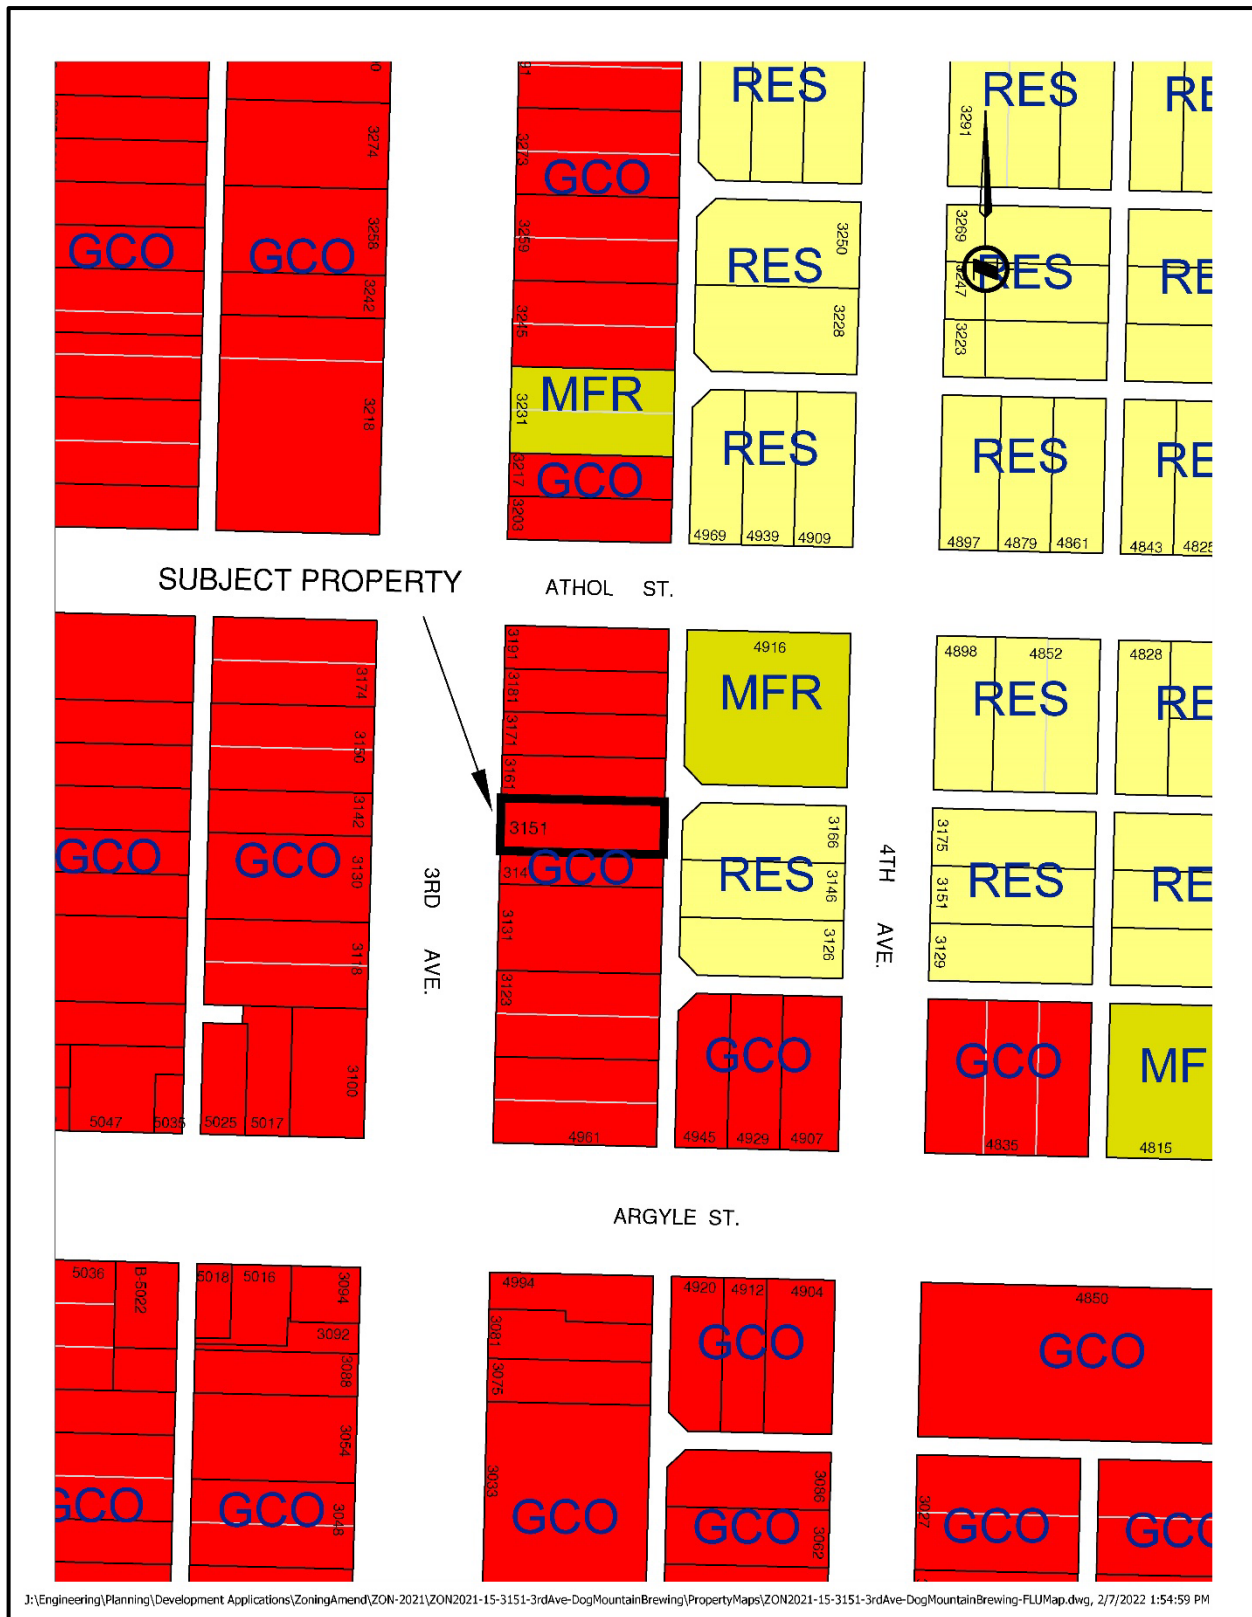 RES
RES
RE
3291
3274
3273
GCO
3258
GCO
GCO
3242
3259
3245
3250
RES
3228
3269
3247
RES
3223
RE
3218
MFR
3231
GCO
3217
3203
RES
4969 4939 4909
RES
4897 4879 4861
RE
4843 4825
SUBJECT PROPERTY
ATHOL ST.
3191
3181
3171
3161
3174
3150
3142
3130
3118
3100
GCO
GCO
4916
MFR
4898 4852
RES
4828
RE
3151
314
GCO
3131
3123
4961
3RD AVE.
3166
RES
3146
3126
4TH AVE.
3175
3151
RES
3129
RE
GCO
4945 4929 4907
GCO
4835
MF
4815
5047 5035 5025 5017
ARGYLE ST.
5036
B-5022
5018 5016
3094
3092
3088
3054
3048
GCO
GCO
4994
3081
3075
3033
GCO
4920 4912 4904
GCO
3086
3062
GCO
4850
GCO
3027
GCO
GCO
J:\Engineering\Planning\Development Applications\ZoningAmend\ZON-2021\ZON2021-15-3151-3rdAve-DogMountainBrewing\PropertyMaps\ZON2021-15-3151-3rdAve-DogMountainBrewing-FLUMap.dwg, 2/7/2022 1:54:59 PM